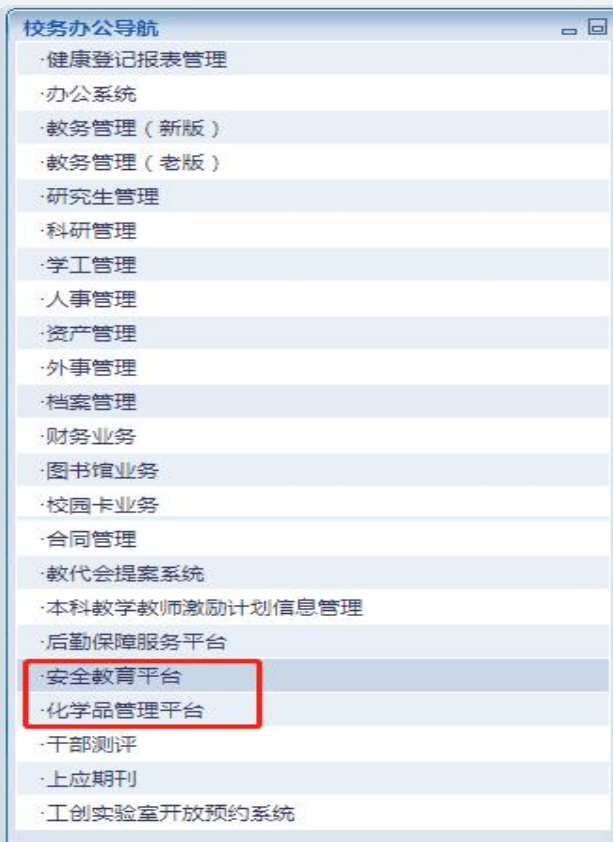 校务办公导航
·健康登记报表管理
·办公系统
·教务管理（新版）
·教务管理（老版）
·研究生管理
·科研管理
·学工管理
·人事管理
·资产管理
·外事管理
·档案管理
·财务业务
·图书馆业务
·校园卡业务
·合同管理
·教代会提案系统
·本科教学教师激励计划信息管理
·后勤保障服务平台
·安全教育平台
·化学品管理平台
·干部测评
·上应期刊
·工创实验室开放预约系统